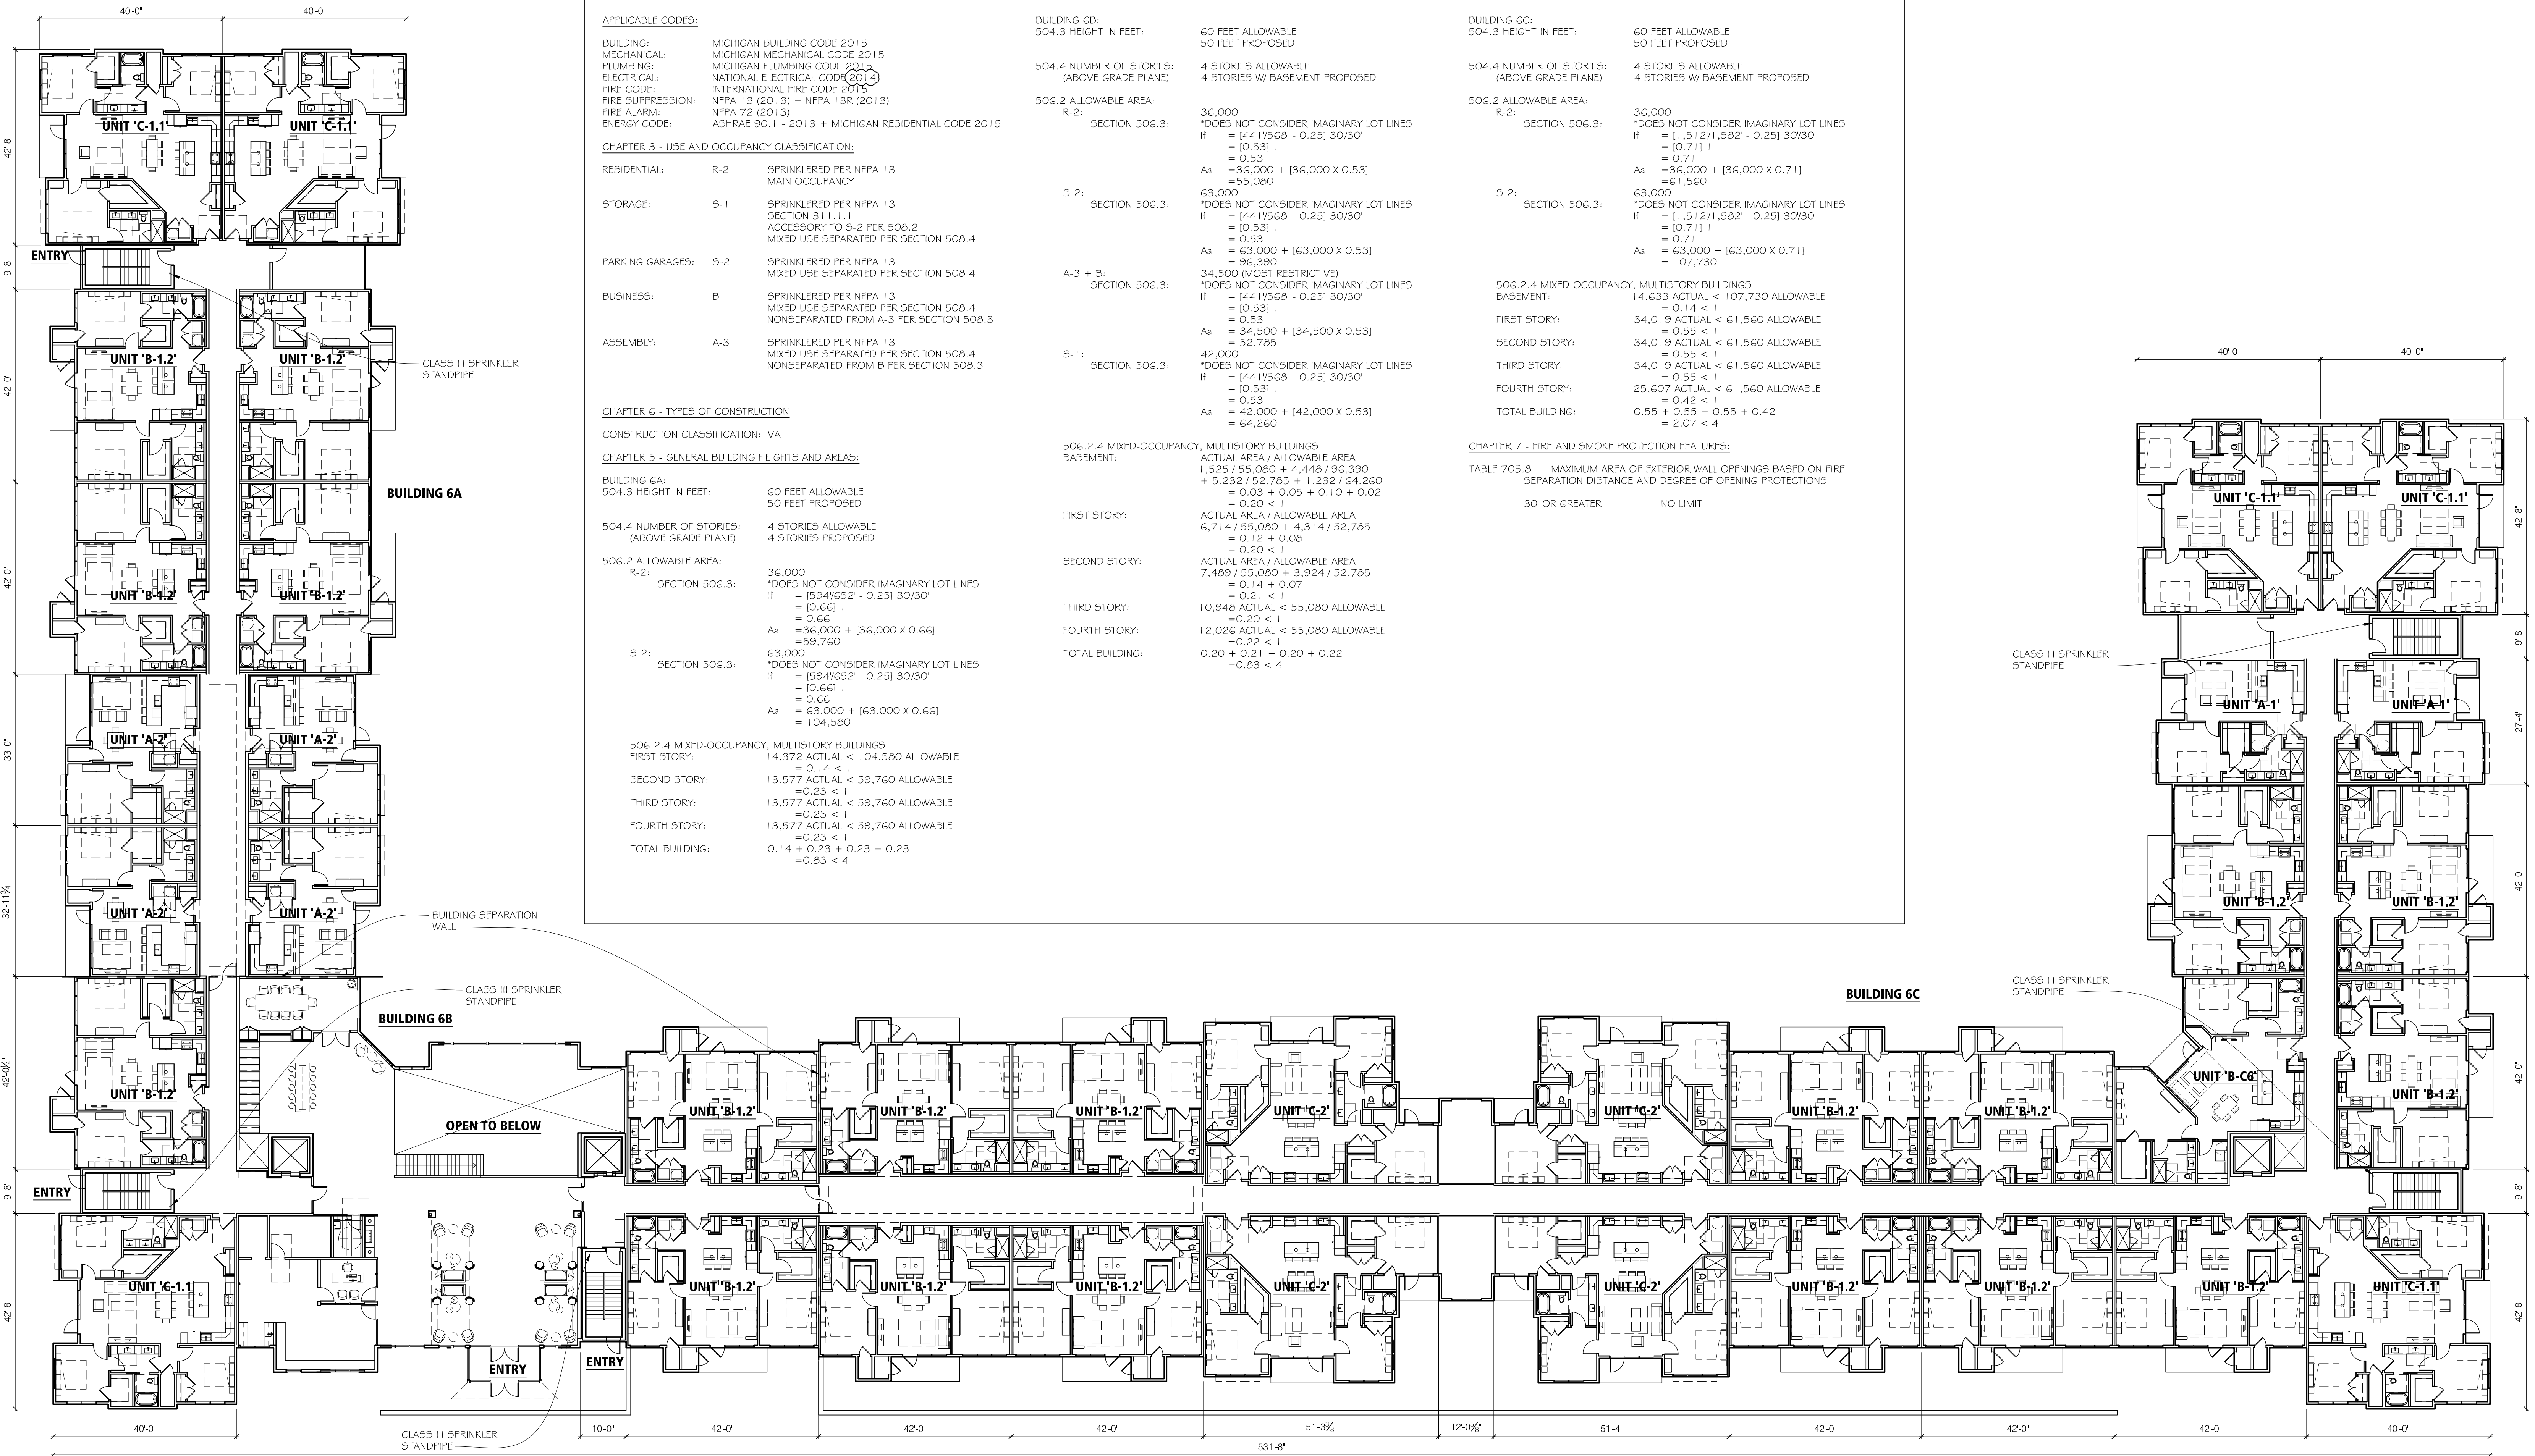 APPLICABLE CODES:
BUILDING: MICHIGAN BUILDING CODE 2015
MECHANICAL: MICHIGAN MECHANICAL CODE 2015
PLUMBING: MICHIGAN PLUMBING CODE 2015
ELECTRICAL: NATIONAL ELECTRICAL CODE 2014
FIRE CODE: INTERNATIONAL FIRE CODE 2015
FIRE SUPPRESSION: NFPA 13 (2013) + NFPA 13R (2013)
FIRE ALARM: NFPA 72 (2013)
ENERGY CODE: ASHRAE 90.1 - 2013 + MICHIGAN RESIDENTIAL CODE 2015
CHAPTER 3 - USE AND OCCUPANCY CLASSIFICATION:
RESIDENTIAL: R-2 SPRINKLERED PER NFPA 13
MAIN OCCUPANCY
STORAGE: S-1 SPRINKLERED PER NFPA 13
SECTION 311.1.1
ACCESSORY TO S-2 PER 508.2
MIXED USE SEPARATED PER SECTION 508.4
PARKING GARAGES: S-2 SPRINKLERED PER NFPA 13
MIXED USE SEPARATED PER SECTION 508.4
BUSINESS: B SPRINKLERED PER NFPA 13
MIXED USE SEPARATED PER SECTION 508.4
NONSEPARATED FROM A-3 PER SECTION 508.3
ASSEMBLY: A-3 SPRINKLERED PER NFPA 13
MIXED USE SEPARATED PER SECTION 508.4
NONSEPARATED FROM B PER SECTION 508.3
CHAPTER 6 - TYPES OF CONSTRUCTION
CONSTRUCTION CLASSIFICATION: VA
CHAPTER 5 - GENERAL BUILDING HEIGHTS AND AREAS:
BUILDING 6A:
504.3 HEIGHT IN FEET: 60 FEET ALLOWABLE
50 FEET PROPOSED
504.4 NUMBER OF STORIES: 4 STORIES ALLOWABLE
(ABOVE GRADE PLANE) 4 STORIES PROPOSED
506.2 ALLOWABLE AREA:
R-2: 36,000
SECTION 506.3: *DOES NOT CONSIDER IMAGINARY LOT LINES
If = [594'/652' - 0.25] 30'/30'
= [0.66] 1
= 0.66
Aa =36,000 + [36,000 X 0.66]
=59,760
S-2: 63,000
SECTION 506.3: *DOES NOT CONSIDER IMAGINARY LOT LINES
If = [594'/652' - 0.25] 30'/30'
= [0.66] 1
= 0.66
Aa = 63,000 + [63,000 X 0.66]
= 104,580
506.2.4 MIXED-OCCUPANCY, MULTISTORY BUILDINGS
FIRST STORY: 14,372 ACTUAL < 104,580 ALLOWABLE
= 0.14 < 1
SECOND STORY: 13,577 ACTUAL < 59,760 ALLOWABLE
=0.23 < 1
THIRD STORY: 13,577 ACTUAL < 59,760 ALLOWABLE
=0.23 < 1
FOURTH STORY: 13,577 ACTUAL < 59,760 ALLOWABLE
=0.23 < 1
TOTAL BUILDING: 0.14 + 0.23 + 0.23 + 0.23
=0.83 < 4
BUILDING 6B:
504.3 HEIGHT IN FEET: 60 FEET ALLOWABLE
50 FEET PROPOSED
504.4 NUMBER OF STORIES: 4 STORIES ALLOWABLE
(ABOVE GRADE PLANE) 4 STORIES W/ BASEMENT PROPOSED
506.2 ALLOWABLE AREA:
R-2: 36,000
SECTION 506.3: *DOES NOT CONSIDER IMAGINARY LOT LINES
If = [441'/568' - 0.25] 30'/30'
= [0.53] 1
= 0.53
Aa =36,000 + [36,000 X 0.53]
=55,080
S-2: 63,000
SECTION 506.3: *DOES NOT CONSIDER IMAGINARY LOT LINES
If = [441'/568' - 0.25] 30'/30'
= [0.53] 1
= 0.53
Aa = 63,000 + [63,000 X 0.53]
= 96,390
A-3 + B: 34,500 (MOST RESTRICTIVE)
SECTION 506.3: *DOES NOT CONSIDER IMAGINARY LOT LINES
If = [441'/568' - 0.25] 30'/30'
= [0.53] 1
= 0.53
Aa = 34,500 + [34,500 X 0.53]
= 52,785
S-1: 42,000
SECTION 506.3: *DOES NOT CONSIDER IMAGINARY LOT LINES
If = [441'/568' - 0.25] 30'/30'
= [0.53] 1
= 0.53
Aa = 42,000 + [42,000 X 0.53]
= 64,260
506.2.4 MIXED-OCCUPANCY, MULTISTORY BUILDINGS
BASEMENT: ACTUAL AREA / ALLOWABLE AREA
1,525 / 55,080 + 4,448 / 96,390
+ 5,232 / 52,785 + 1,232 / 64,260
= 0.03 + 0.05 + 0.10 + 0.02
= 0.20 < 1
FIRST STORY: ACTUAL AREA / ALLOWABLE AREA
6,714 / 55,080 + 4,314 / 52,785
= 0.12 + 0.08
= 0.20 < 1
SECOND STORY: ACTUAL AREA / ALLOWABLE AREA
7,489 / 55,080 + 3,924 / 52,785
= 0.14 + 0.07
= 0.21 < 1
THIRD STORY: 10,948 ACTUAL < 55,080 ALLOWABLE
=0.20 < 1
FOURTH STORY: 12,026 ACTUAL < 55,080 ALLOWABLE
=0.22 < 1
TOTAL BUILDING: 0.20 + 0.21 + 0.20 + 0.22
=0.83 < 4
BUILDING 6C:
504.3 HEIGHT IN FEET: 60 FEET ALLOWABLE
50 FEET PROPOSED
504.4 NUMBER OF STORIES: 4 STORIES ALLOWABLE
(ABOVE GRADE PLANE) 4 STORIES W/ BASEMENT PROPOSED
506.2 ALLOWABLE AREA:
R-2: 36,000
SECTION 506.3: *DOES NOT CONSIDER IMAGINARY LOT LINES
If = [1,512'/1,582' - 0.25] 30'/30'
= [0.71] 1
= 0.71
Aa =36,000 + [36,000 X 0.71]
=61,560
S-2: 63,000
SECTION 506.3: *DOES NOT CONSIDER IMAGINARY LOT LINES
If = [1,512'/1,582' - 0.25] 30'/30'
= [0.71] 1
= 0.71
Aa = 63,000 + [63,000 X 0.71]
= 107,730
506.2.4 MIXED-OCCUPANCY, MULTISTORY BUILDINGS
BASEMENT: 14,633 ACTUAL < 107,730 ALLOWABLE
= 0.14 < 1
FIRST STORY: 34,019 ACTUAL < 61,560 ALLOWABLE
= 0.55 < 1
SECOND STORY: 34,019 ACTUAL < 61,560 ALLOWABLE
= 0.55 < 1
THIRD STORY: 34,019 ACTUAL < 61,560 ALLOWABLE
= 0.55 < 1
FOURTH STORY: 25,607 ACTUAL < 61,560 ALLOWABLE
= 0.42 < 1
TOTAL BUILDING: 0.55 + 0.55 + 0.55 + 0.42
= 2.07 < 4
CHAPTER 7 - FIRE AND SMOKE PROTECTION FEATURES:
TABLE 705.8 MAXIMUM AREA OF EXTERIOR WALL OPENINGS BASED ON FIRE
SEPARATION DISTANCE AND DEGREE OF OPENING PROTECTIONS
30' OR GREATER NO LIMIT
40'-0" 40'-0"
42'-8"
UNIT 'C-1.1' UNIT 'C-1.1'
ENTRY
9'-8"
42'-0"
UNIT 'B-1.2' UNIT 'B-1.2'
CLASS III SPRINKLER
STANDPIPE
BUILDING 6A
42'-0"
UNIT 'B-1.2' UNIT 'B-1.2'
33'-0"
UNIT 'A-2' UNIT 'A-2'
32'-11¾"
UNIT 'A-2' UNIT 'A-2'
BUILDING SEPARATION
WALL
CLASS III SPRINKLER
STANDPIPE
BUILDING 6B
42'-0¼"
UNIT 'B-1.2'
OPEN TO BELOW
ENTRY
9'-8"
42'-8"
UNIT 'C-1.1'
ENTRY
ENTRY
CLASS III SPRINKLER
STANDPIPE
40'-0" 40'-0"
UNIT 'C-1.1' UNIT 'C-1.1'
42'-8"
CLASS III SPRINKLER
STANDPIPE
9'-8"
UNIT 'A-1' UNIT 'A-1'
27'-4"
UNIT 'B-1.2' UNIT 'B-1.2'
42'-0"
BUILDING 6C
CLASS III SPRINKLER
STANDPIPE
UNIT 'B-C6'
UNIT 'B-1.2'
42'-0"
UNIT 'B-1.2' UNIT 'B-1.2' UNIT 'B-1.2' UNIT 'C-2' UNIT 'C-2' UNIT 'B-1.2' UNIT 'B-1.2'
9'-8"
UNIT 'B-1.2' UNIT 'B-1.2' UNIT 'B-1.2' UNIT 'C-2' UNIT 'C-2' UNIT 'B-1.2' UNIT 'B-1.2' UNIT 'B-1.2' UNIT 'C-1.1'
42'-8"
40'-0" 10'-0" 42'-0" 42'-0" 42'-0" 51'-3⅜" 12'-0⅝" 51'-4" 42'-0" 42'-0" 42'-0" 40'-0"
531'-8"